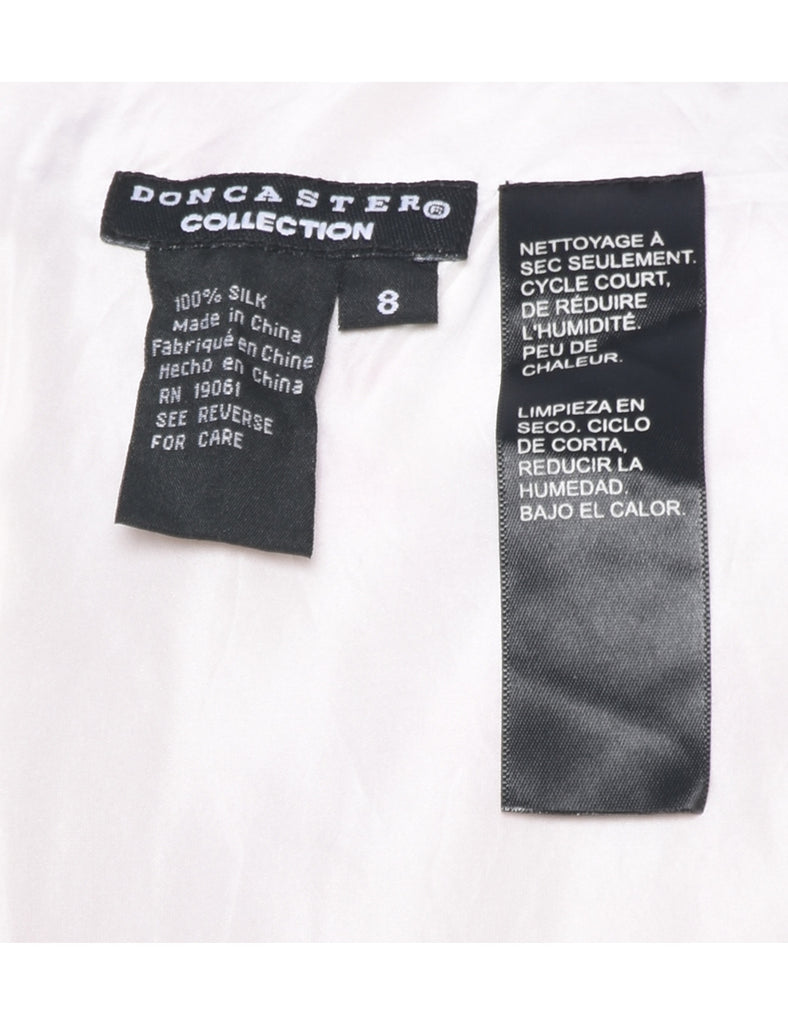 DONCASTER®
COLLECTION
8
100% SILK
Made in China
Fabriqué en Chine
Hecho en China
RN 19061
SEE REVERSE
FOR CARE
NETTOYAGE À
SEC SEULEMENT.
CYCLE COURT,
DE RÉDUIRE
L'HUMIDITÉ.
PEU DE
CHALEUR.
LIMPIEZA EN
SECO. CICLO
DE CORTA,
REDUCIR LA
HUMEDAD.
BAJO EL CALOR.